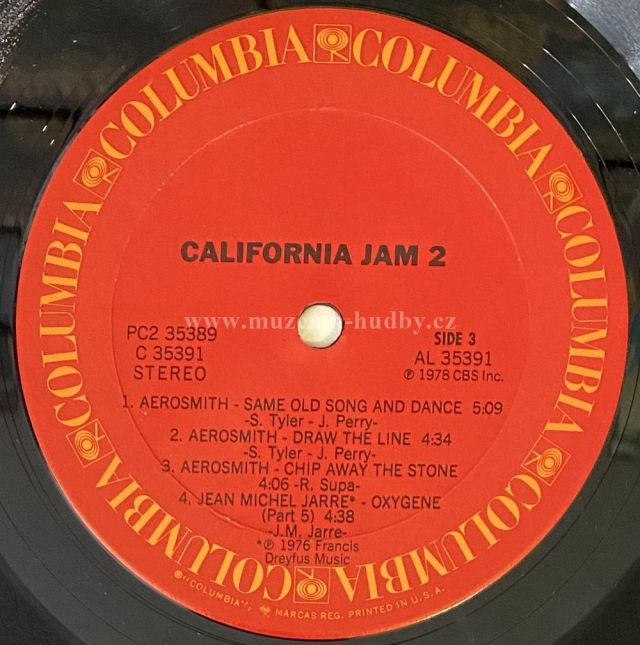 COLUMBIA COLUMBIA COLUMBIA COLUMBIA COLUMBIA COLUMBIA COLUMBIA
CALIFORNIA JAM 2
www.muzeum-hudby.cz
PC2 35389
C 35391
STEREO
SIDE 3
AL 35391
℗ 1978 CBS Inc.
1. AEROSMITH - SAME OLD SONG AND DANCE 5:09
-S. Tyler - J. Perry-
2. AEROSMITH - DRAW THE LINE 4:34
-S. Tyler - J. Perry-
3. AEROSMITH - CHIP AWAY THE STONE
4:06 -R. Supa-
4. JEAN MICHEL JARRE* - OXYGENE
(Part 5) 4:38
-J.M. Jarre-
*℗ 1976 Francis
Dreyfus Music
®"COLUMBIA", MARCAS REG. PRINTED IN U.S.A.